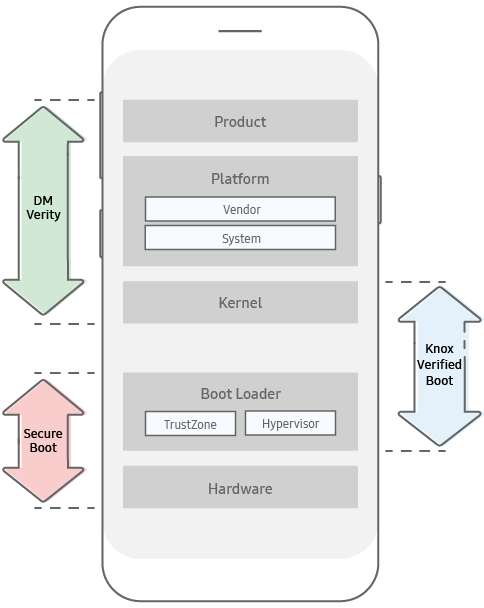 Product
Platform
Vendor
System
Kernel
Boot Loader
TrustZone
Hypervisor
Hardware
DM
Verity
Secure
Boot
Knox
Verified
Boot